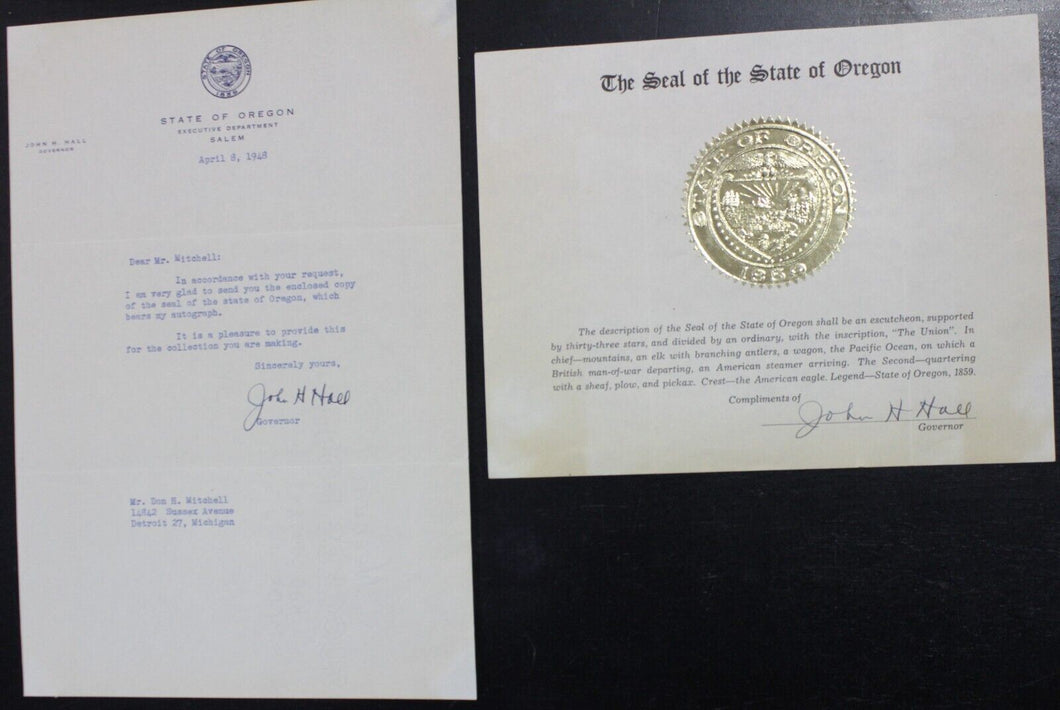 STATE OF OREGON
1859
STATE OF OREGON
EXECUTIVE DEPARTMENT
SALEM
JOHN H. HALL
GOVERNOR
April 8, 1948
Dear Mr. Mitchell:
In accordance with your request,
I am very glad to send you the enclosed copy
of the seal of the state of Oregon, which
bears my autograph.
It is a pleasure to provide this
for the collection you are making.
Sincerely yours,
John H Hall
Governor
Mr. Don H. Mitchell
14842 Sussex Avenue
Detroit 27, Michigan
The Seal of the State of Oregon
STATE OF OREGON
1859
The description of the Seal of the State of Oregon shall be an escutcheon, supported
by thirty-three stars, and divided by an ordinary, with the inscription, "The Union". In
chief—mountains, an elk with branching antlers, a wagon, the Pacific Ocean, on which a
British man-of-war departing, an American steamer arriving. The Second—quartering
with a sheaf, plow, and pickax. Crest—the American eagle. Legend—State of Oregon, 1859.
Compliments of John H Hall
Governor